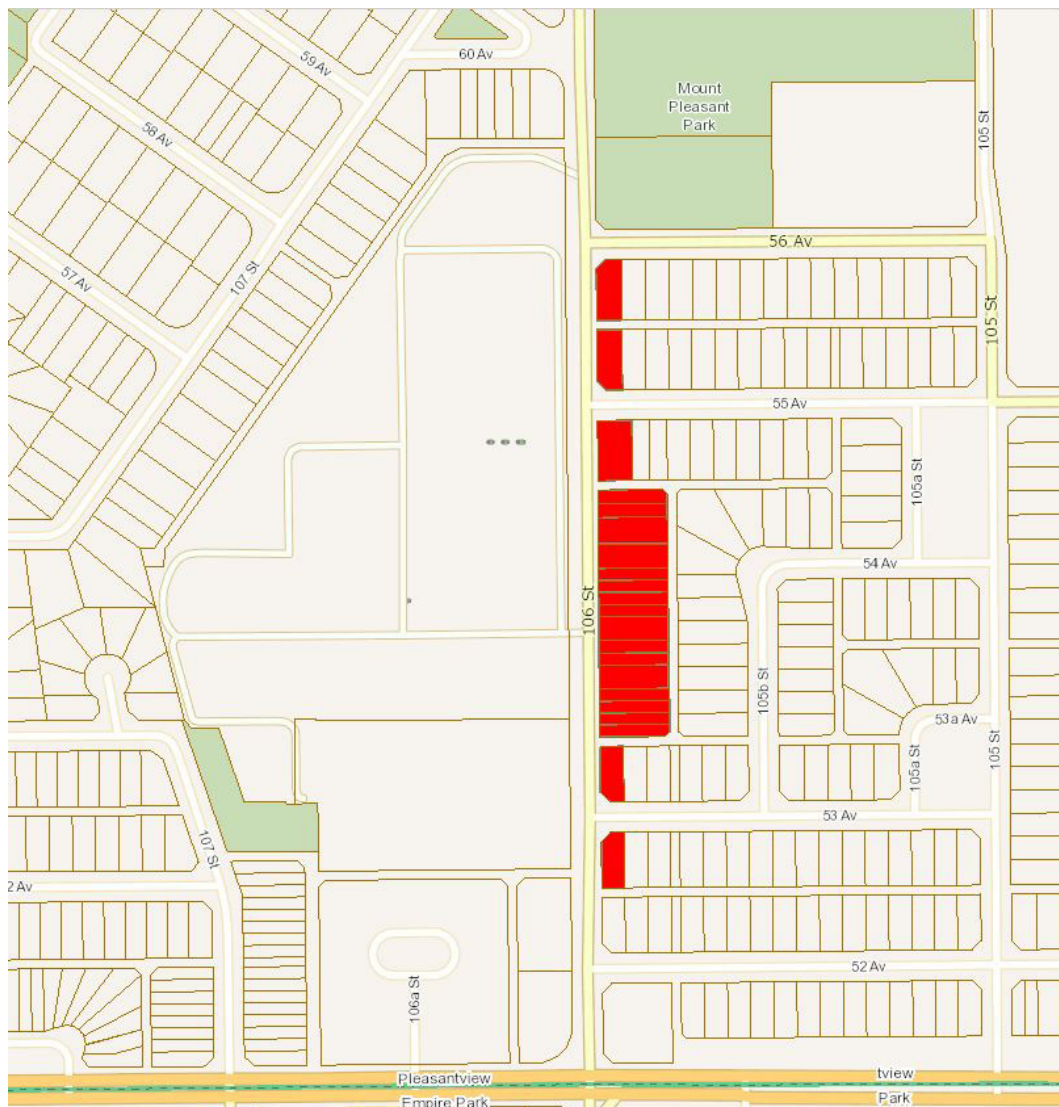 60 Av
59 Av
Mount
Pleasant
Park
58 Av
105 St
56 Av
107 St
57 Av
105 St
55 Av
105a St
54 Av
106 St
105b St
53a Av
105 St
105a St
53 Av
107 St
2 Av
52 Av
106a St
Pleasantview
tview
Empire Park
Park